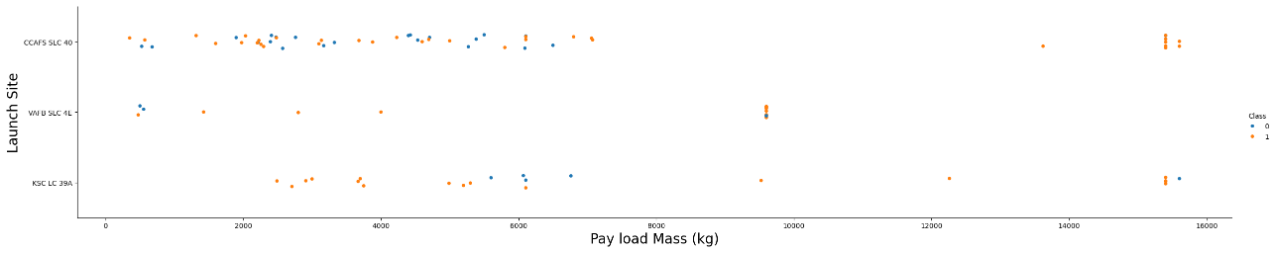 Launch Site
CCAFS SLC 40
VAFB SLC 4E
KSC LC 39A
0
2000
4000
6000
8000
10000
12000
14000
16000
Pay load Mass (kg)
Class
0
1